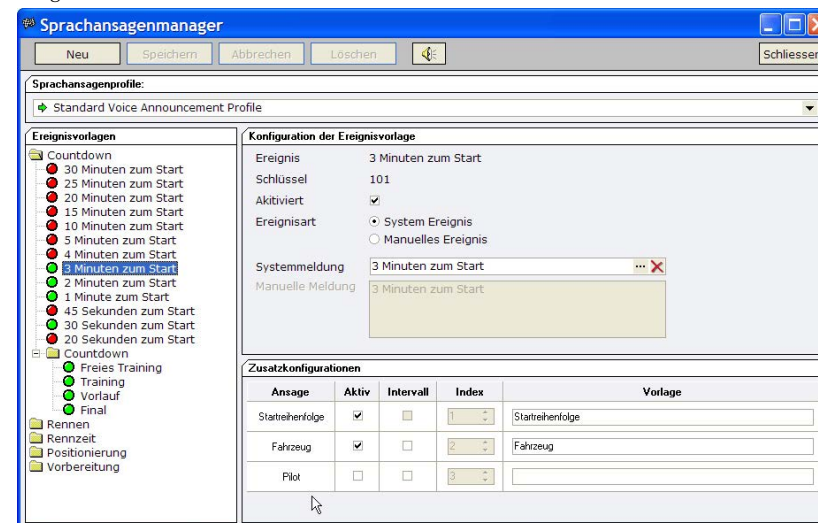 Sprachansagenmanager
Neu Speichern Abbrechen Löschen Schliessen
Sprachansagenprofile:
Standard Voice Announcement Profile
Ereignisvorlagen
Countdown
30 Minuten zum Start
25 Minuten zum Start
20 Minuten zum Start
15 Minuten zum Start
10 Minuten zum Start
5 Minuten zum Start
4 Minuten zum Start
3 Minuten zum Start
2 Minuten zum Start
1 Minute zum Start
45 Sekunden zum Start
30 Sekunden zum Start
20 Sekunden zum Start
Countdown
Freies Training
Training
Vorlauf
Final
Rennen
Rennzeit
Positionierung
Vorbereitung
Konfiguration der Ereignisvorlage
Ereignis 3 Minuten zum Start
Schlüssel 101
Akitiviert
Ereignisart System Ereignis
Manuelles Ereignis
Systemmeldung 3 Minuten zum Start ...
Manuelle Meldung 3 Minuten zum Start
Zusatzkonfigurationen
Ansage Aktiv Intervall Index Vorlage
Startreihenfolge 1 Startreihenfolge
Fahrzeug 2 Fahrzeug
Pilot 3